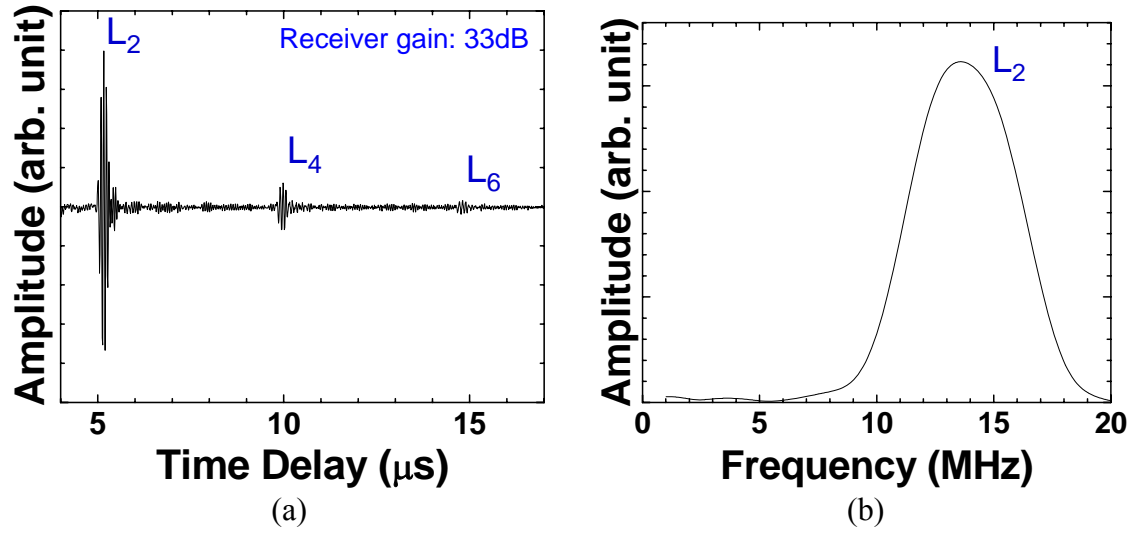 L₂
Receiver gain: 33dB
L₄
L₆
Amplitude (arb. unit)
5
10
15
Time Delay (μs)
(a)
L₂
Amplitude (arb. unit)
0
5
10
15
20
Frequency (MHz)
(b)